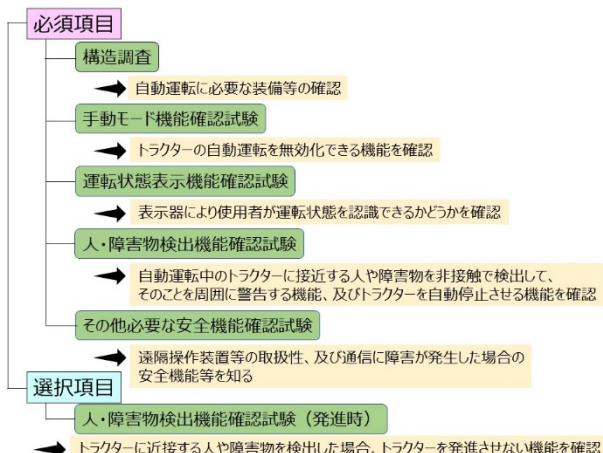 必須項目
構造調査
自動運転に必要な装備等の確認
手動モード機能確認試験
トラクターの自動運転を無効化できる機能を確認
運転状態表示機能確認試験
表示器により使用者が運転状態を認識できるかどうかを確認
人・障害物検出機能確認試験
自動運転中のトラクターに接近する人や障害物を非接触で検出して、
そのことを周囲に警告する機能、及びトラクターを自動停止させる機能を確認
その他必要な安全機能確認試験
遠隔操作装置等の取扱性、及び通信に障害が発生した場合の
安全機能等を知る
選択項目
人・障害物検出機能確認試験（発進時）
トラクターに近接する人や障害物を検出した場合、トラクターを発進させない機能を確認